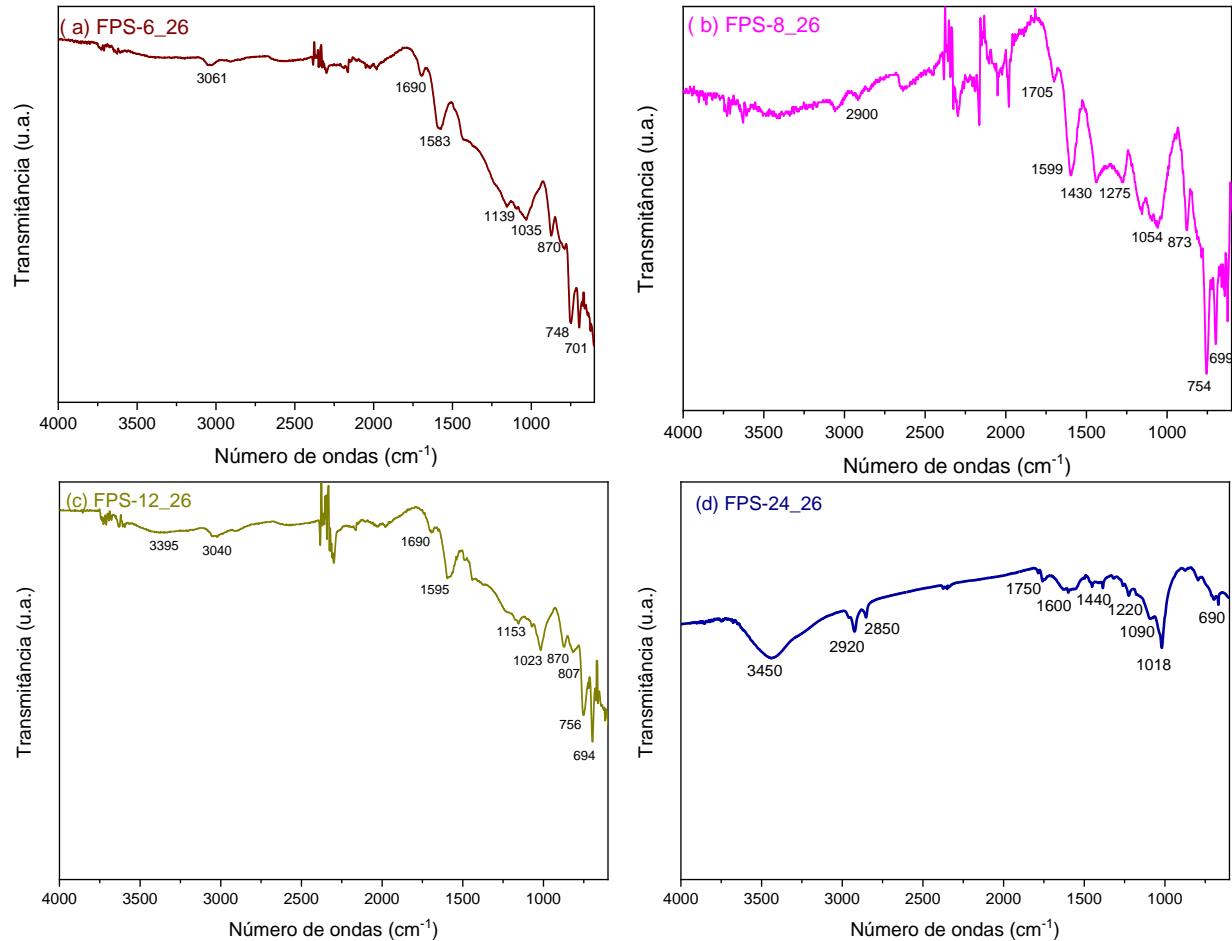 ( a) FPS-6_26
Transmitância (u.a.)
3061
1690
1583
1139
1035
870
748
701
4000 3500 3000 2500 2000 1500 1000
Número de ondas (cm⁻¹)
( b) FPS-8_26
Transmitância (u.a.)
2900
1705
1599
1430
1275
1054
873
754
699
4000 3500 3000 2500 2000 1500 1000
Número de ondas (cm⁻¹)
(c) FPS-12_26
Transmitância (u.a.)
3395
3040
1690
1595
1153
1023
870
807
756
694
4000 3500 3000 2500 2000 1500 1000
Número de ondas (cm⁻¹)
(d) FPS-24_26
Transmitância (u.a.)
3450
2920
2850
1750
1600
1440
1220
1090
1018
690
4000 3500 3000 2500 2000 1500 1000
Número de ondas (cm⁻¹)